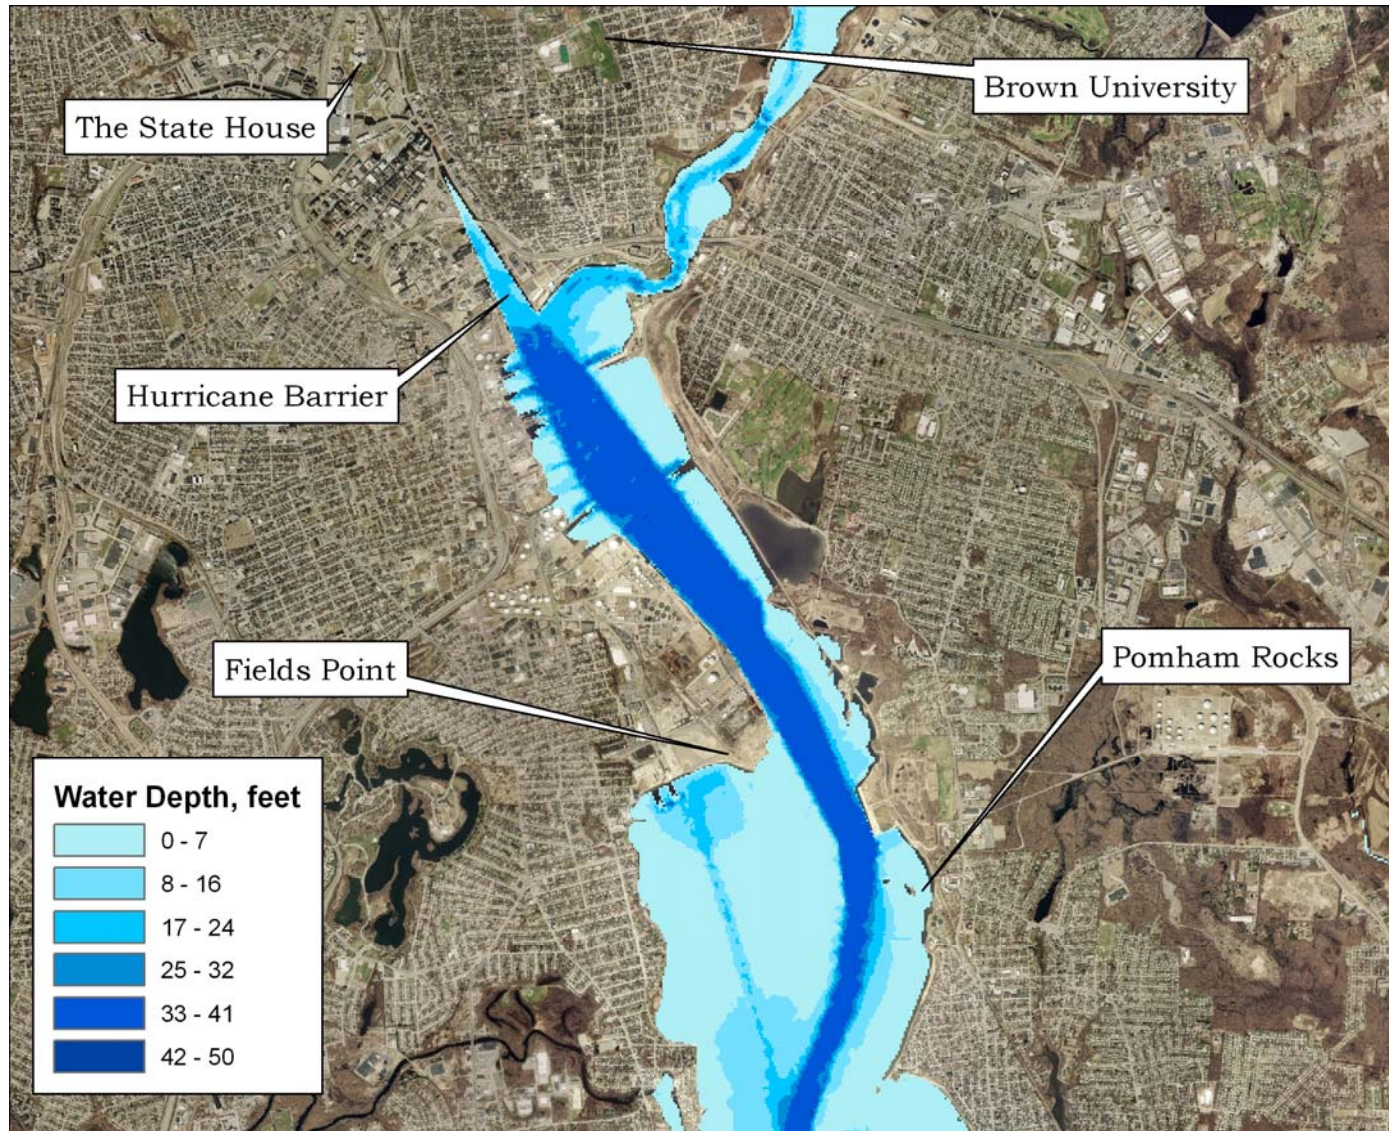 Brown University
The State House
Hurricane Barrier
Fields Point
Pomham Rocks
Water Depth, feet
0 - 7
8 - 16
17 - 24
25 - 32
33 - 41
42 - 50